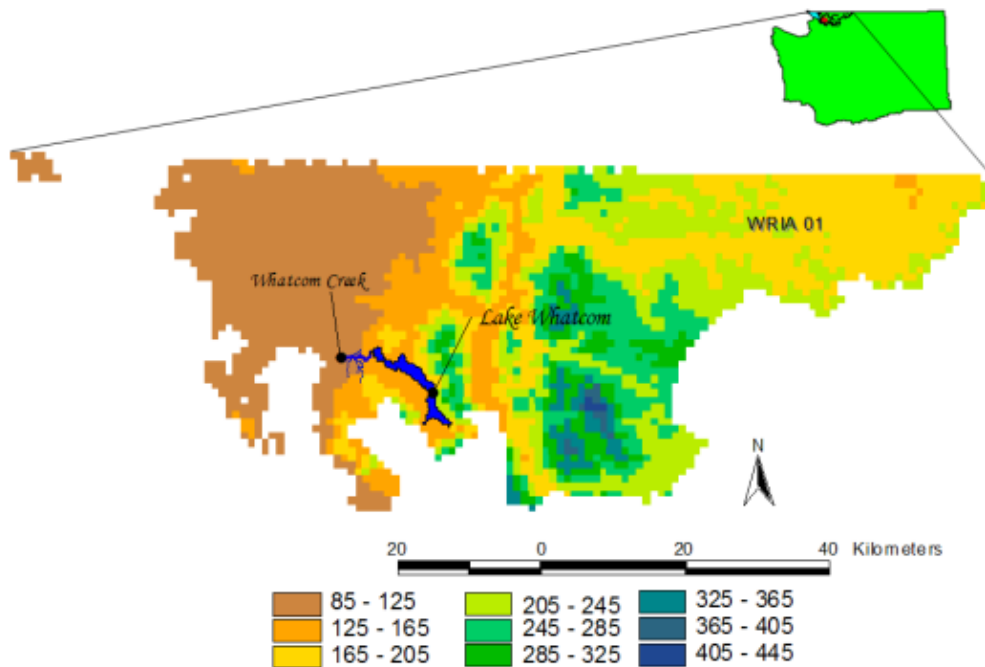 WRIA 01
Whatcom Creek
Lake Whatcom
N
20 0 20 40 Kilometers
85 - 125 205 - 245 325 - 365
125 - 165 245 - 285 365 - 405
165 - 205 285 - 325 405 - 445